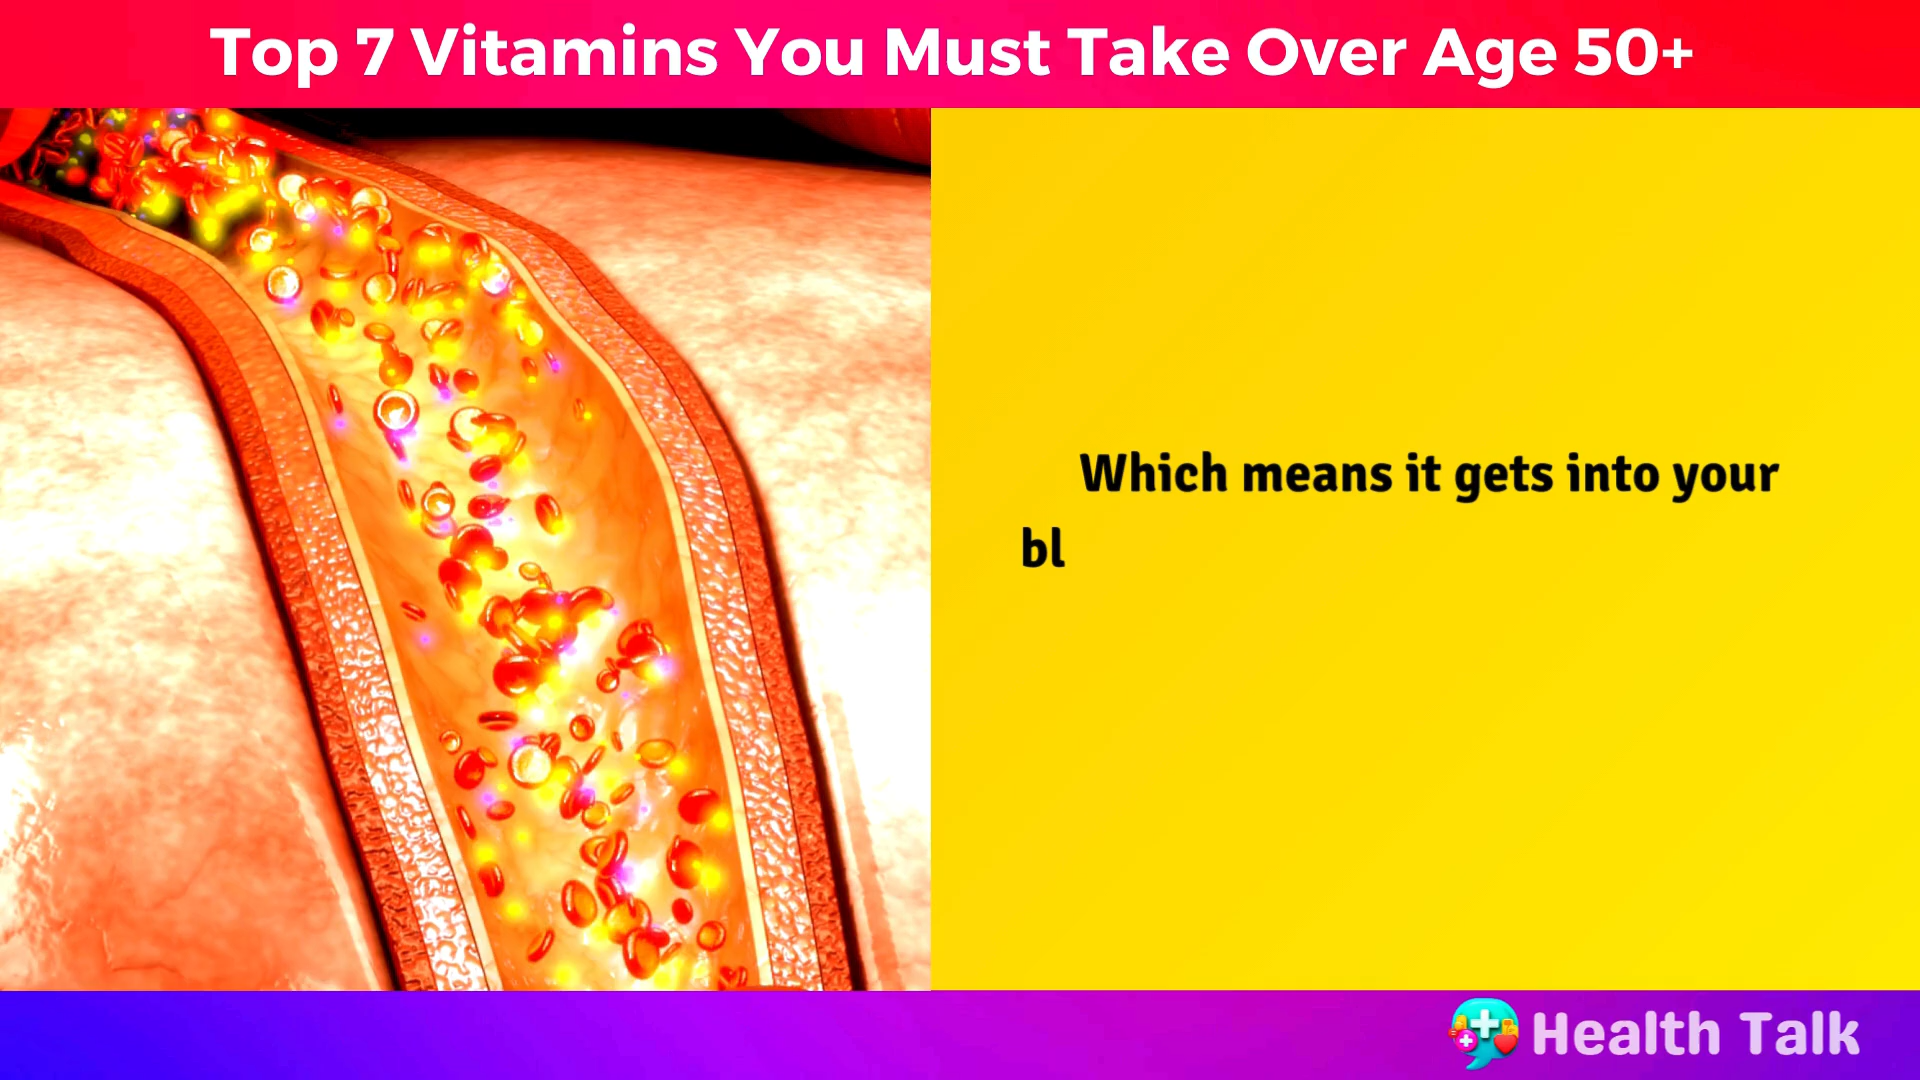 Top 7 Vitamins You Must Take Over Age 50+
Which means it gets into your
bl
Health Talk